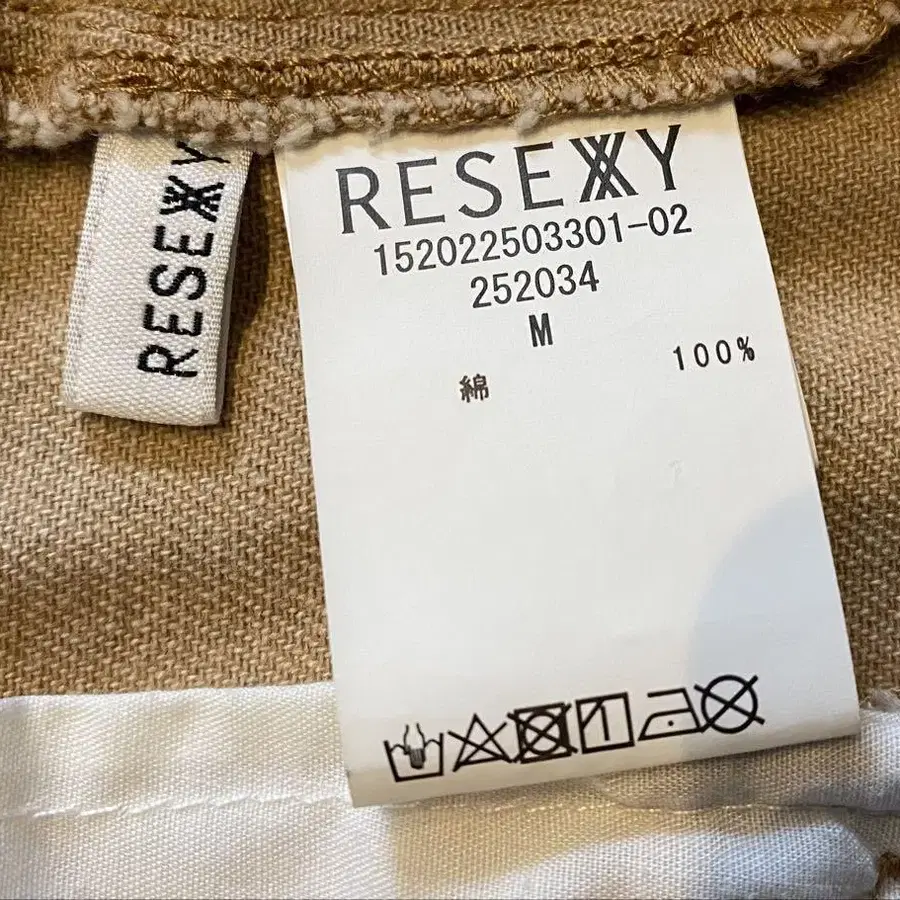 RESEXXY
RESEXXY
152022503301-02
252034
M
綿 100%